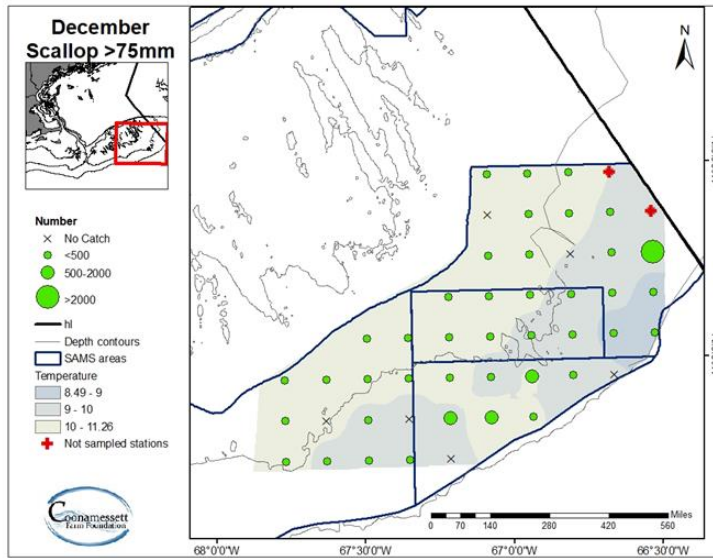 December
Scallop >75mm
Number
No Catch
<500
500-2000
>2000
hl
Depth contours
SAMS areas
Temperature
8.49 - 9
9 - 10
10 - 11.26
Not sampled stations
COONAMESSETT
FARM FOUNDATION
N
Miles
0 70 140 280 420 560
68°0'0"W 67°30'0"W 67°0'0"W 66°30'0"W